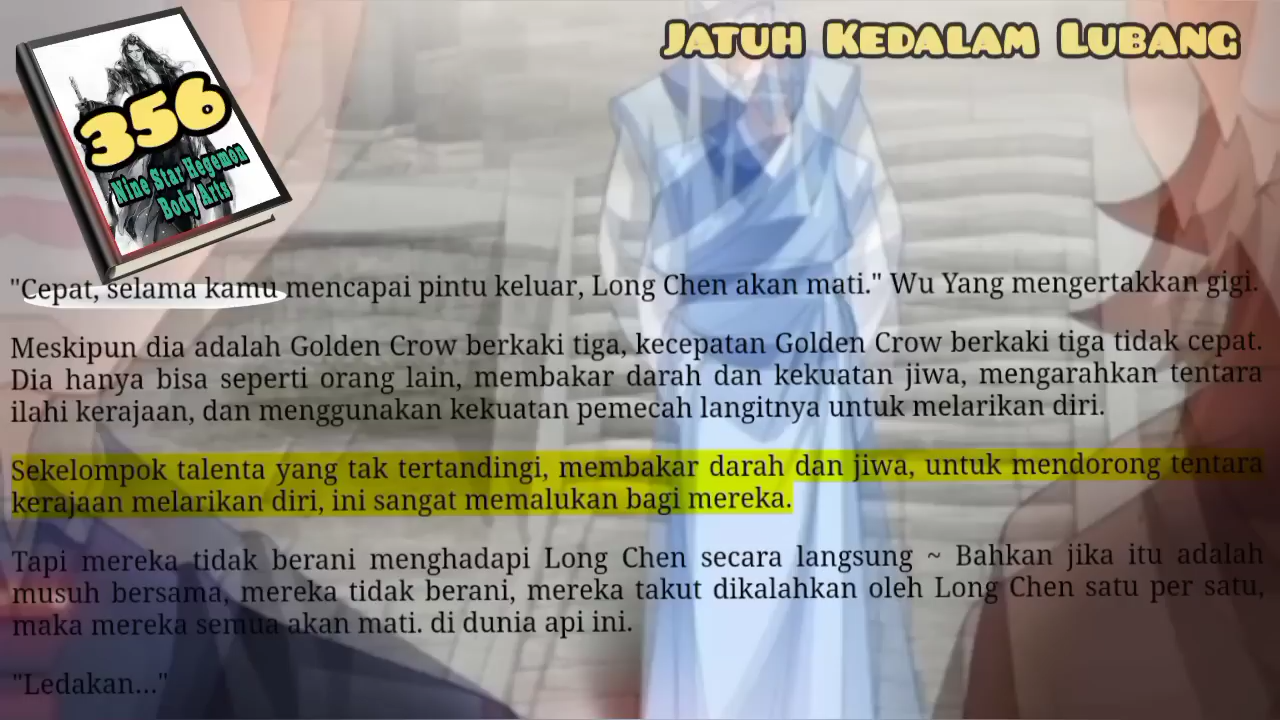 Jatuh Kedalam Lubang
356
Nine Star Hegemon
Body Arts
"Cepat, selama kamu mencapai pintu keluar, Long Chen akan mati." Wu Yang mengertakkan gigi.
Meskipun dia adalah Golden Crow berkaki tiga, kecepatan Golden Crow berkaki tiga tidak cepat.
Dia hanya bisa seperti orang lain, membakar darah dan kekuatan jiwa, mengarahkan tentara
ilahi kerajaan, dan menggunakan kekuatan pemecah langitnya untuk melarikan diri.
Sekelompok talenta yang tak tertandingi, membakar darah dan jiwa, untuk mendorong tentara
kerajaan melarikan diri, ini sangat memalukan bagi mereka.
Tapi mereka tidak berani menghadapi Long Chen secara langsung ~ Bahkan jika itu adalah
musuh bersama, mereka tidak berani, mereka takut dikalahkan oleh Long Chen satu per satu,
maka mereka semua akan mati. di dunia api ini.
"Ledakan..."